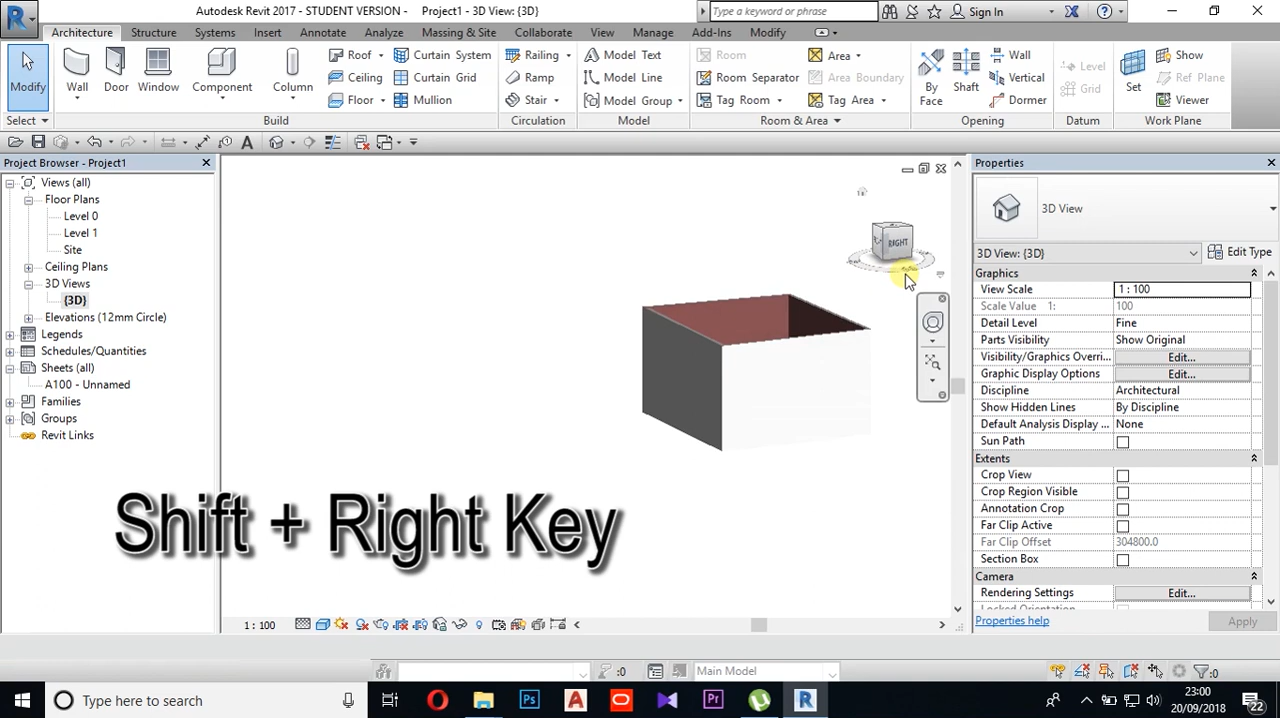 Autodesk Revit 2017 - STUDENT VERSION - Project1 - 3D View: {3D}
Type a keyword or phrase
Sign In
Architecture Structure Systems Insert Annotate Analyze Massing & Site Collaborate View Manage Add-Ins Modify
Modify
Wall
Door
Window
Component
Column
Roof
Ceiling
Floor
Curtain System
Curtain Grid
Mullion
Railing
Ramp
Stair
Model Text
Model Line
Model Group
Room
Room Separator
Tag Room
Area
Area Boundary
Tag Area
By
Face
Shaft
Wall
Vertical
Dormer
Level
Grid
Set
Show
Ref Plane
Viewer
Select Build Circulation Model Room & Area Opening Datum Work Plane
Project Browser - Project1
Views (all)
Floor Plans
Level 0
Level 1
Site
Ceiling Plans
3D Views
{3D}
Elevations (12mm Circle)
Legends
Schedules/Quantities
Sheets (all)
A100 - Unnamed
Families
Groups
Revit Links
RIGHT
Shift + Right Key
Properties
3D View
3D View: {3D} Edit Type
Graphics
View Scale 1 : 100
Scale Value 1: 100
Detail Level Fine
Parts Visibility Show Original
Visibility/Graphics Overri... Edit...
Graphic Display Options Edit...
Discipline Architectural
Show Hidden Lines By Discipline
Default Analysis Display ... None
Sun Path
Extents
Crop View
Crop Region Visible
Annotation Crop
Far Clip Active
Far Clip Offset 304800.0
Section Box
Camera
Rendering Settings Edit...
Properties help Apply
1 : 100
:0 Main Model :0
Type here to search
23:00
20/09/2018
22